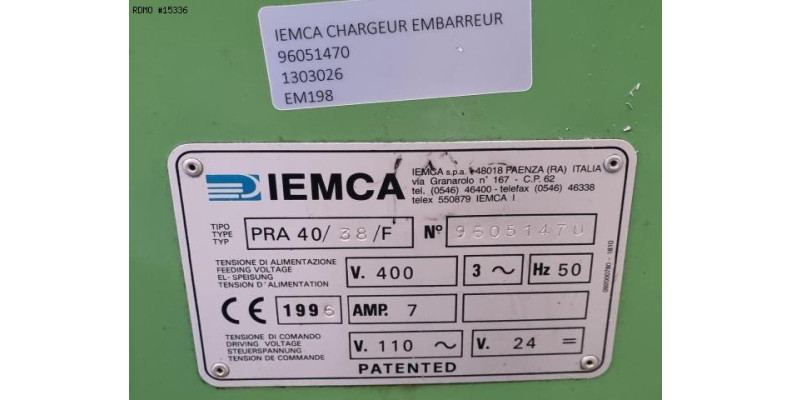 RDMO #15336
IEMCA CHARGEUR EMBARREUR
96051470
1303026
EM198
IEMCA
IEMCA s.p.a. I-48018 FAENZA (RA) ITALIA
via Granarolo n° 167 - C.P. 62
tel. (0546) 46400 - telefax (0546) 46338
telex 550879 IEMCA I
TIPO
TYPE
TYP
PRA 40/38/F
N° 96051470
TENSIONE DI ALIMENTAZIONE
FEEDING VOLTAGE
EL-SPEISUNG
TENSION D'ALIMENTATION
V. 400
3 ~
Hz 50
CE
1996
AMP. 7
TENSIONE DI COMANDO
DRIVING VOLTAGE
STEUERSPANNUNG
TENSION DE COMMANDE
V. 110 ~
V. 24 =
PATENTED